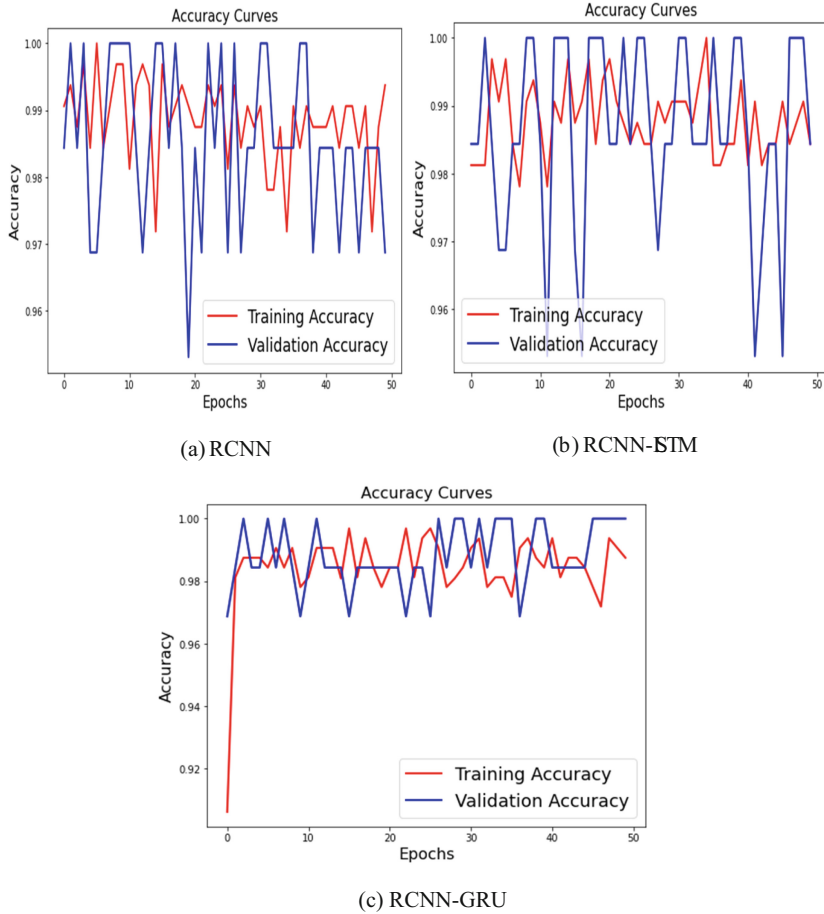 Accuracy Curves
1.00
0.99
0.98
0.97
0.96
Accuracy
Training Accuracy
Validation Accuracy
0 10 20 30 40 50
Epochs
(a) RCNN
Accuracy Curves
1.00
0.99
0.98
0.97
0.96
Accuracy
Training Accuracy
Validation Accuracy
0 10 20 30 40 50
Epochs
(b) RCNN-LSTM
Accuracy Curves
1.00
0.98
0.96
0.94
0.92
Accuracy
Training Accuracy
Validation Accuracy
0 10 20 30 40 50
Epochs
(c) RCNN-GRU